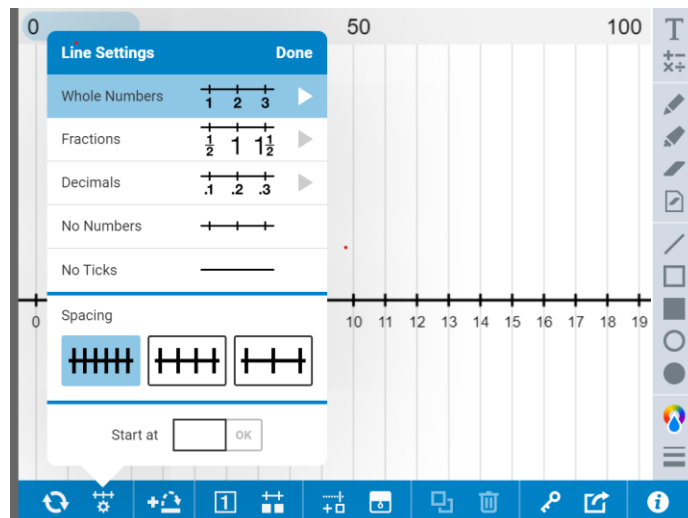 0 50 100
Line Settings Done
Whole Numbers 1 2 3
Fractions 1/2 1 1 1/2
Decimals .1 .2 .3
No Numbers
No Ticks
0 10 11 12 13 14 15 16 17 18 19
Spacing
Start at OK
T
+−
×÷
1
i